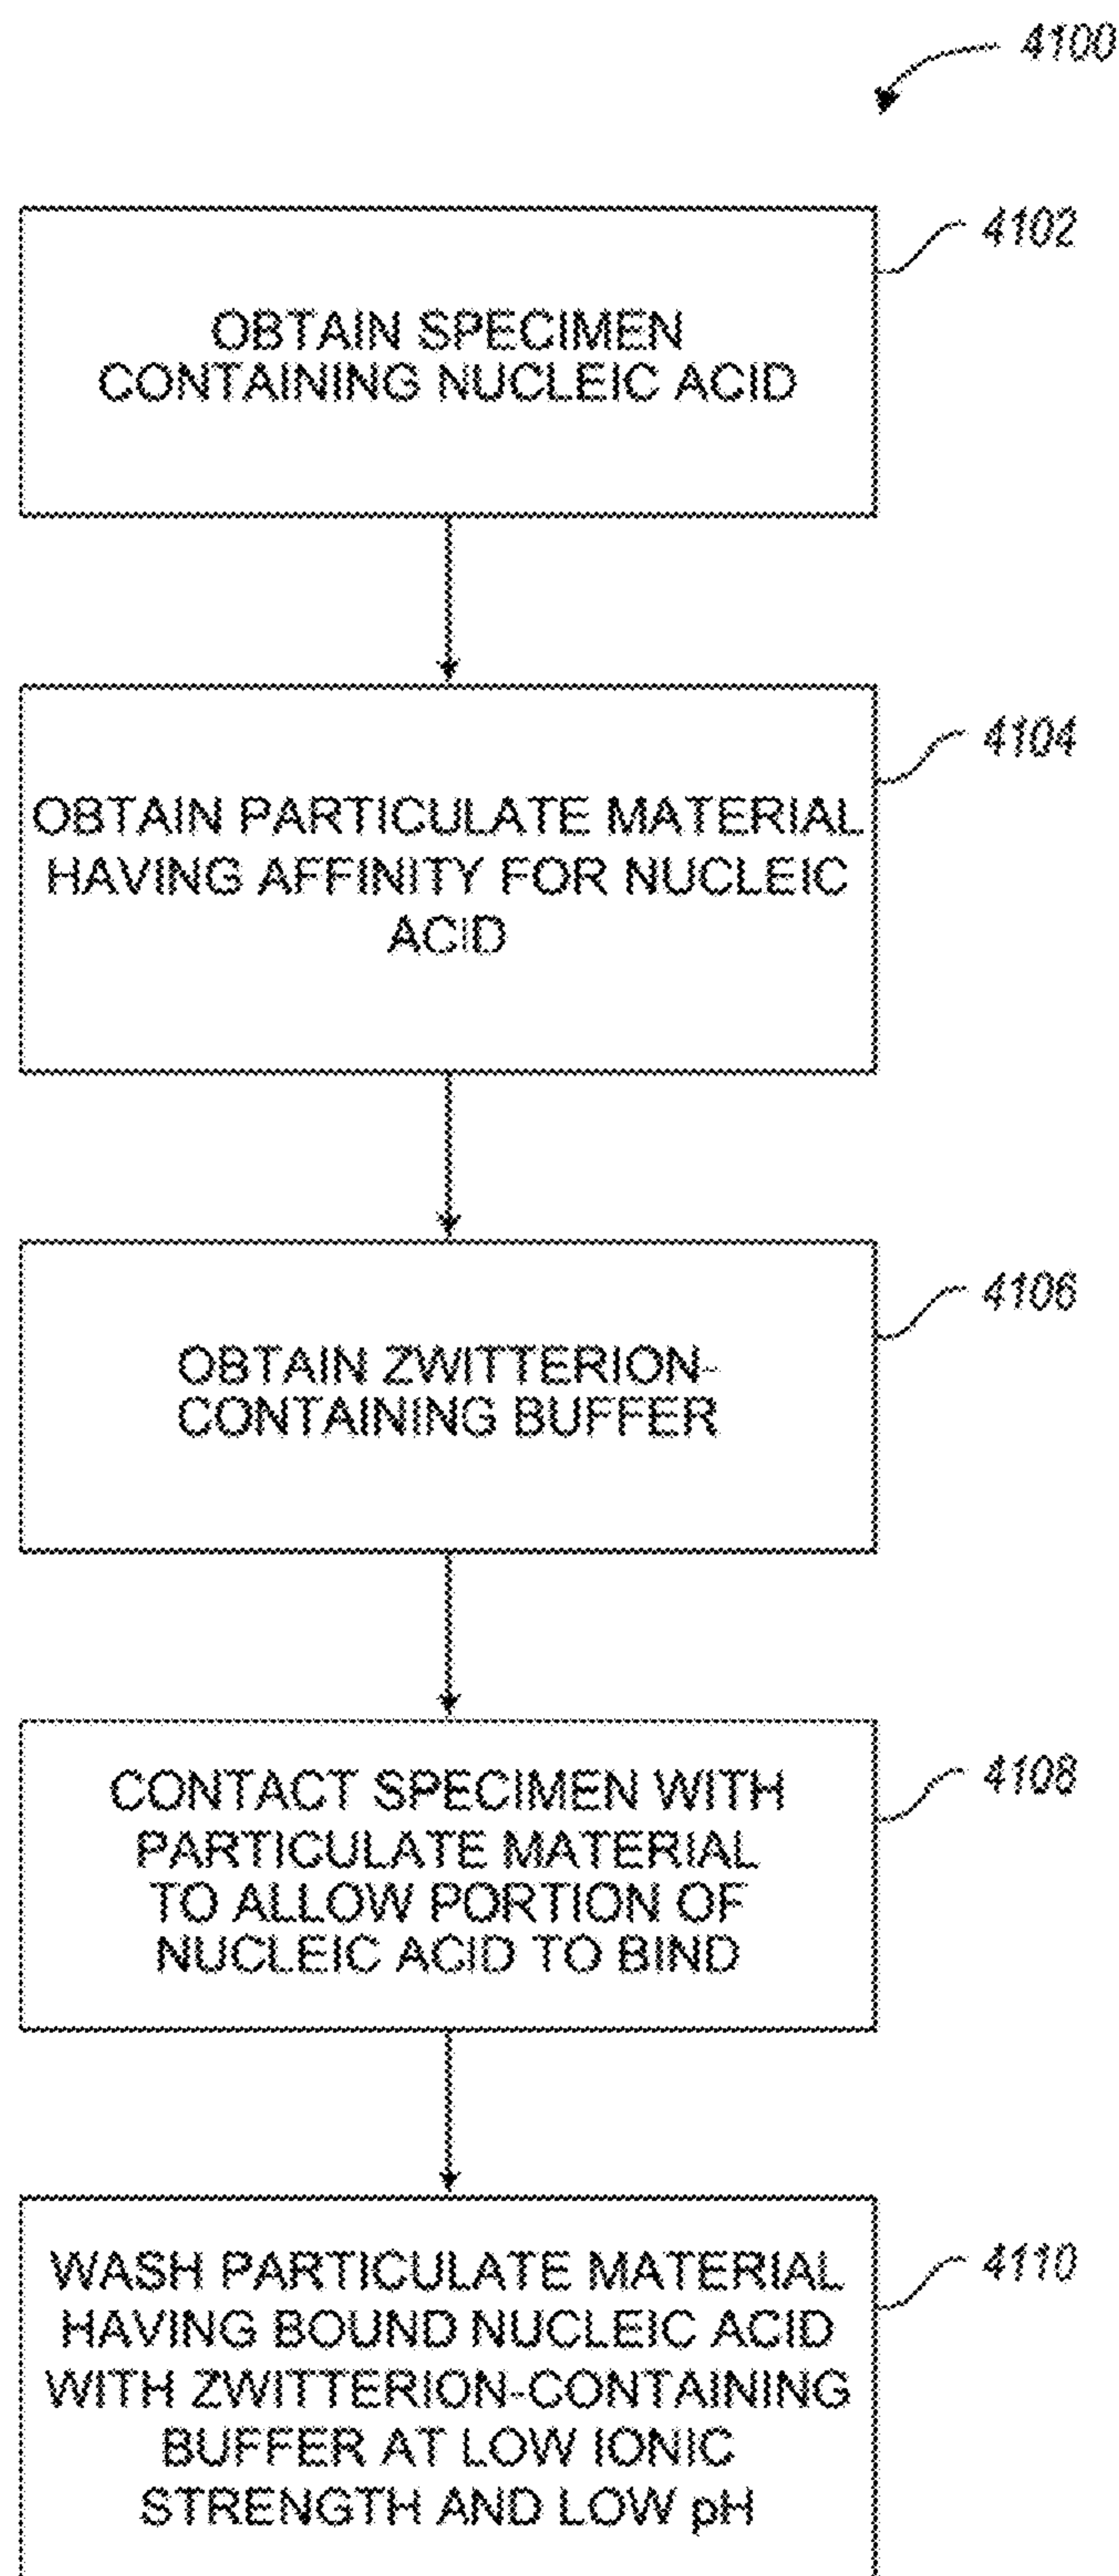 4100
4102
OBTAIN SPECIMEN
CONTAINING NUCLEIC ACID
4104
OBTAIN PARTICULATE MATERIAL
HAVING AFFINITY FOR NUCLEIC
ACID
4106
OBTAIN ZWITTERION-
CONTAINING BUFFER
4108
CONTACT SPECIMEN WITH
PARTICULATE MATERIAL
TO ALLOW PORTION OF
NUCLEIC ACID TO BIND
4110
WASH PARTICULATE MATERIAL
HAVING BOUND NUCLEIC ACID
WITH ZWITTERION-CONTAINING
BUFFER AT LOW IONIC
STRENGTH AND LOW pH